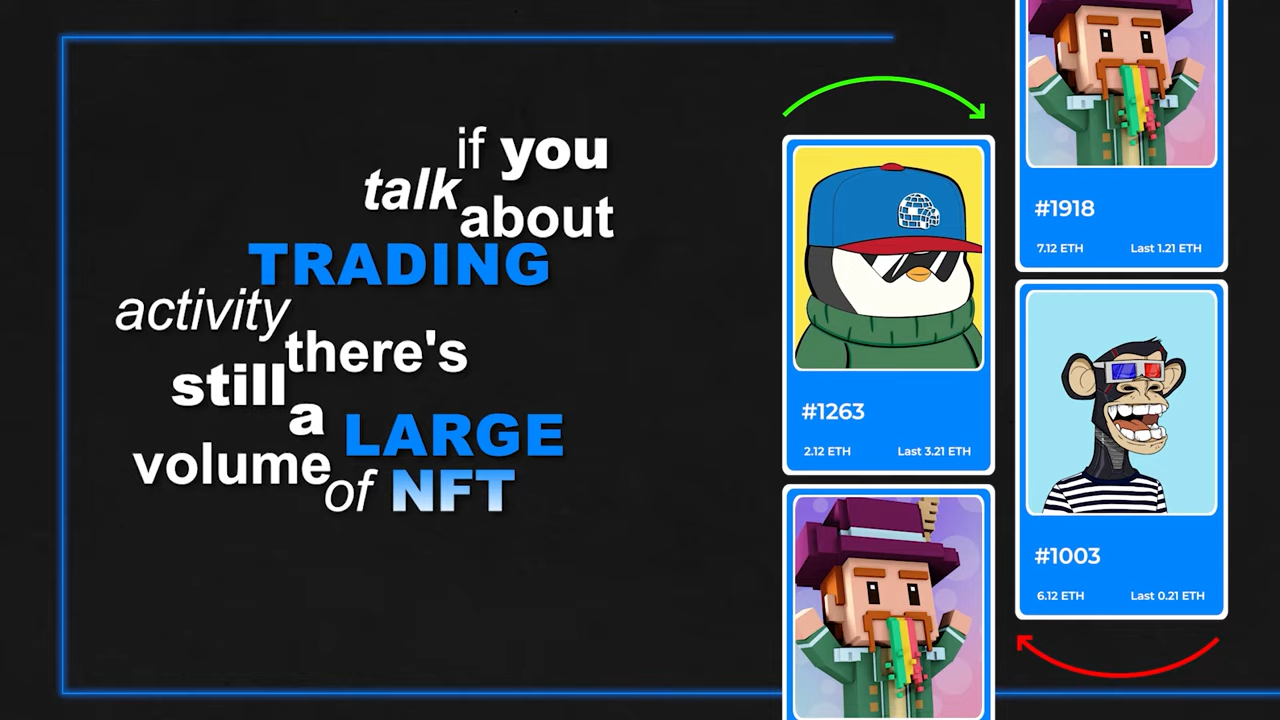 if you
talk about
TRADING
activity
there's
still
a LARGE
volume
of NFT
#1263
2.12 ETH Last 3.21 ETH
#1918
7.12 ETH Last 1.21 ETH
#1003
6.12 ETH Last 0.21 ETH